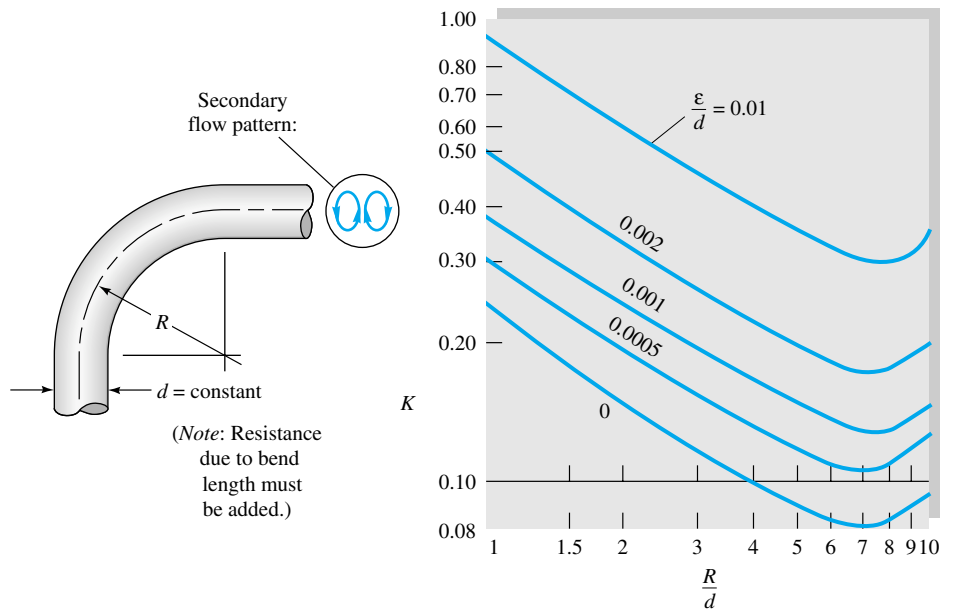 Secondary
flow pattern:
R
d = constant
(Note: Resistance
due to bend
length must
be added.)
K
1.00
0.80
0.70
0.60
0.50
0.40
0.30
0.20
0.10
0.08
ε/d = 0.01
0.002
0.001
0.0005
0
1 1.5 2 3 4 5 6 7 8 9 10
R/d